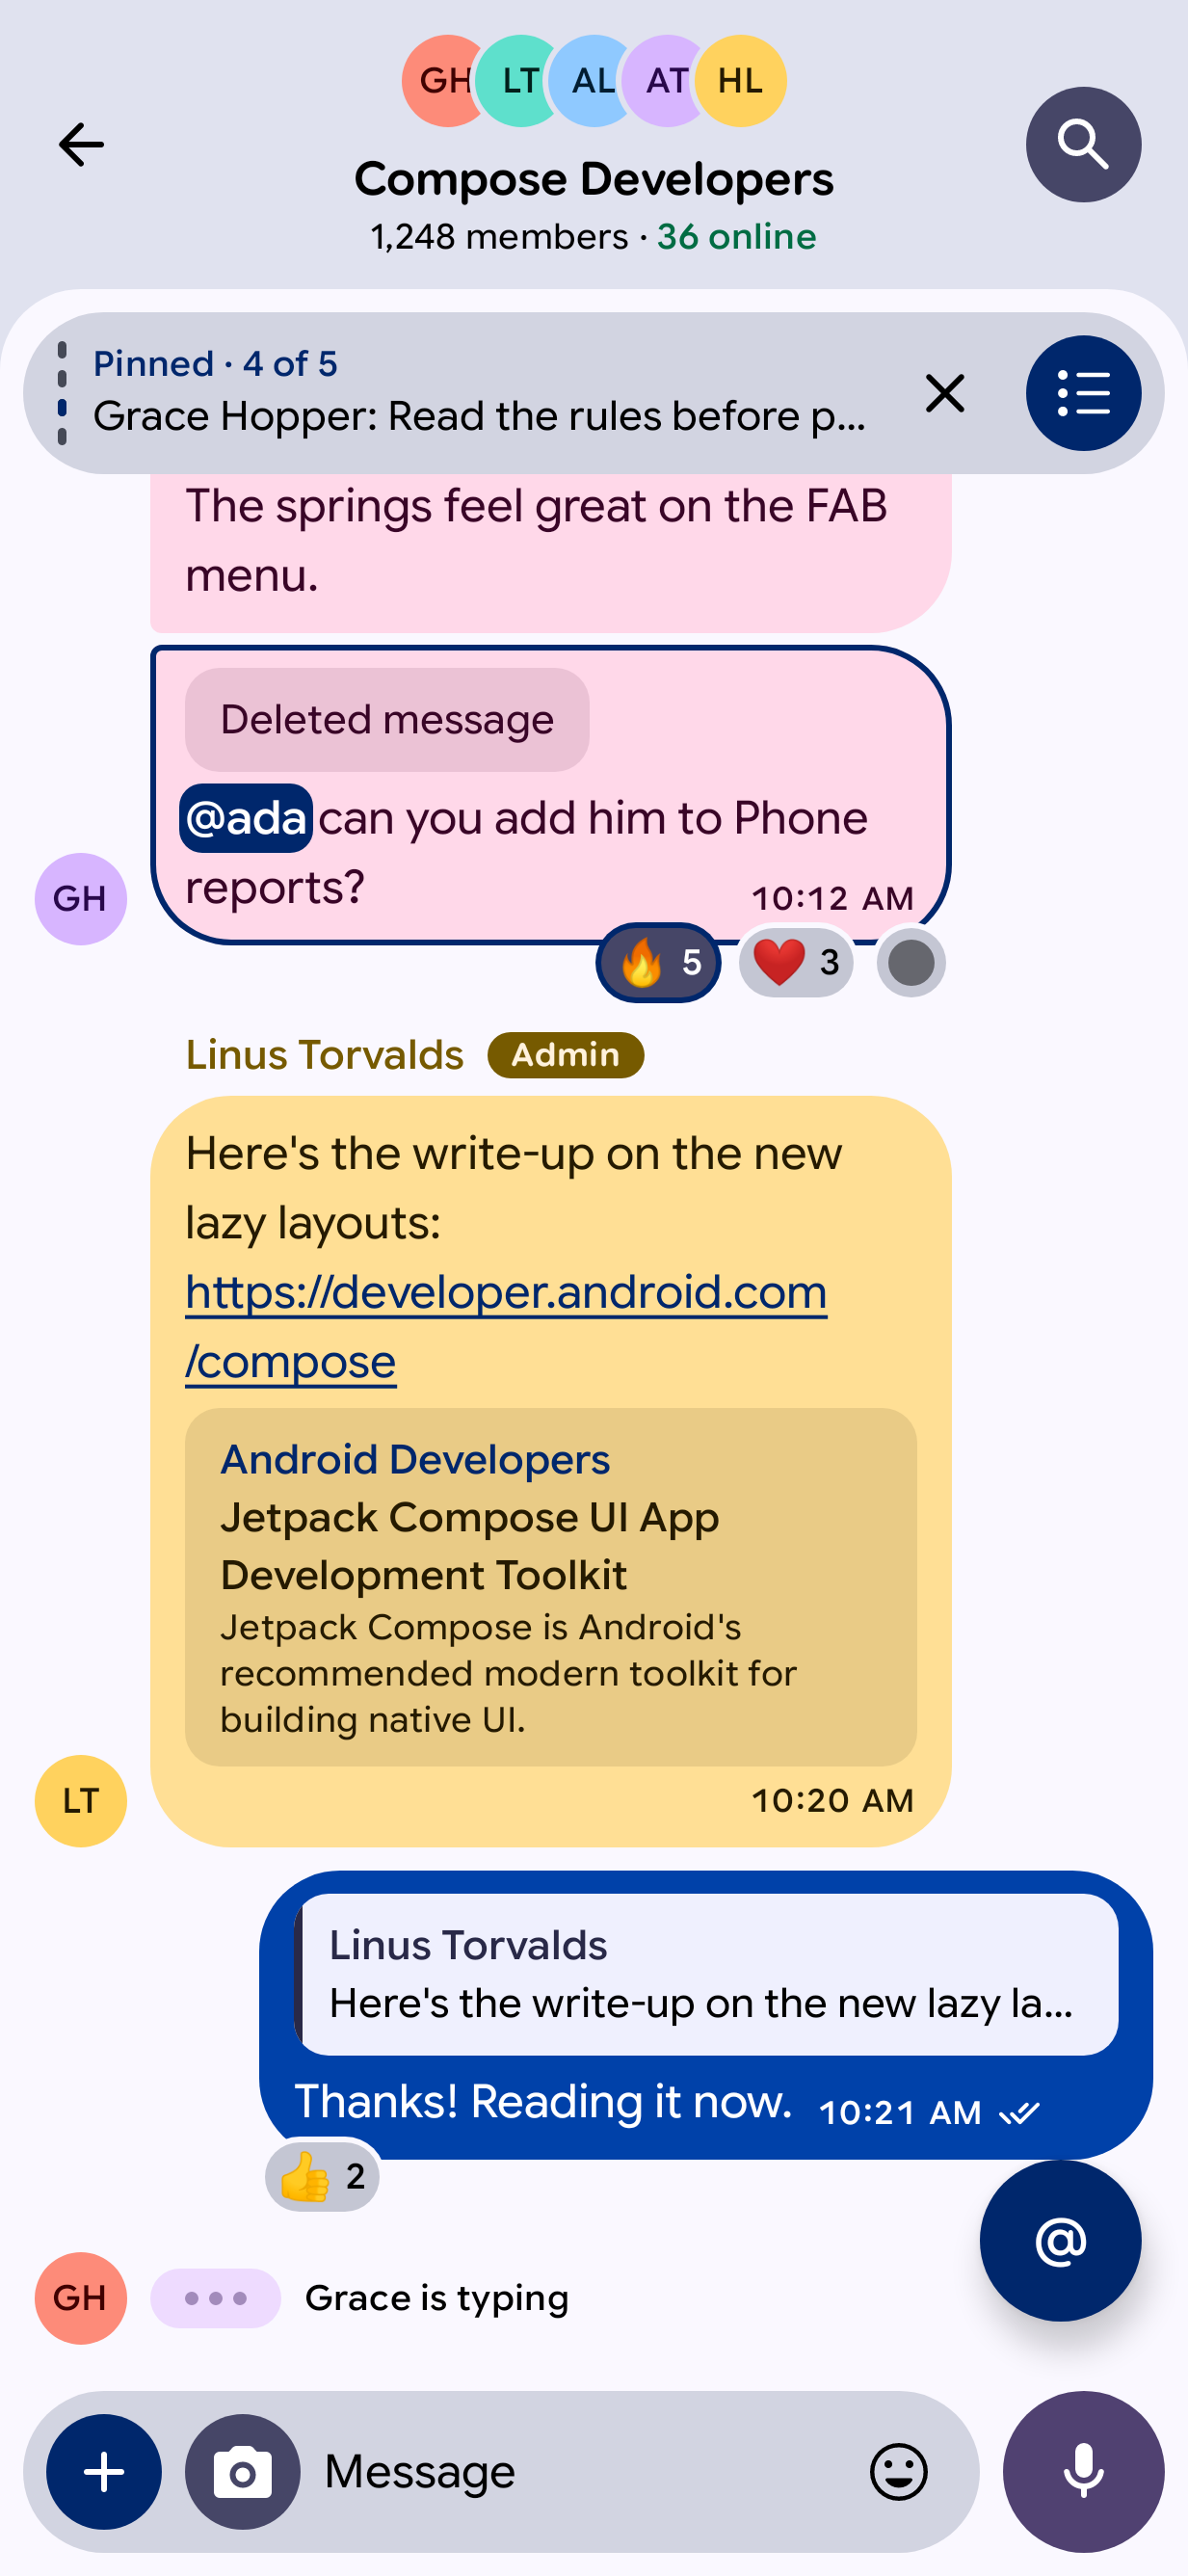 GH LT AL AT HL
Compose Developers
1,248 members · 36 online
Pinned · 4 of 5
Grace Hopper: Read the rules before p...
The springs feel great on the FAB
menu.
Deleted message
@ada can you add him to Phone
reports?
10:12 AM
GH
🔥 5 ❤️ 3
Linus Torvalds Admin
Here's the write-up on the new
lazy layouts:
https://developer.android.com
/compose
Android Developers
Jetpack Compose UI App
Development Toolkit
Jetpack Compose is Android's
recommended modern toolkit for
building native UI.
LT
10:20 AM
Linus Torvalds
Here's the write-up on the new lazy la...
Thanks! Reading it now. 10:21 AM
👍 2
@
GH
Grace is typing
Message